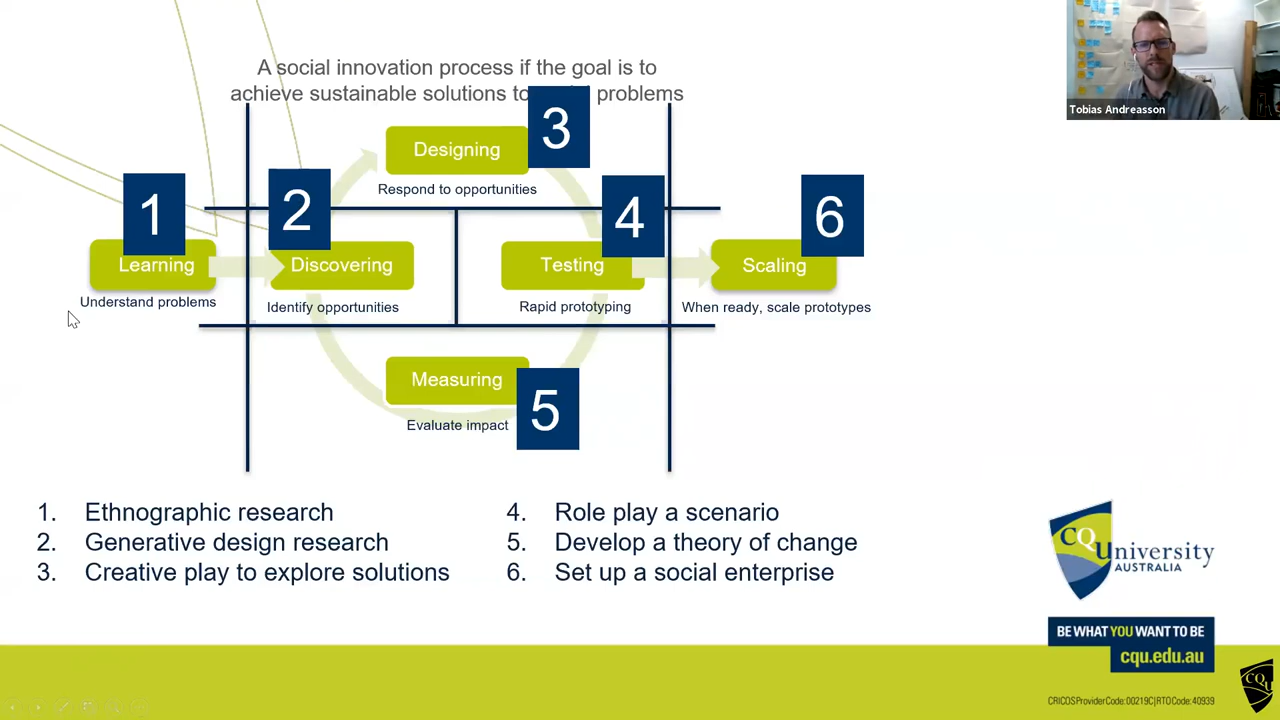 A social innovation process if the goal is to
achieve sustainable solutions to problems
Tobias Andreasson
3
Designing
Respond to opportunities
1
2
4
6
Learning
Discovering
Testing
Scaling
Understand problems
Identify opportunities
Rapid prototyping
When ready, scale prototypes
Measuring
5
Evaluate impact
1. Ethnographic research
2. Generative design research
3. Creative play to explore solutions
4. Role play a scenario
5. Develop a theory of change
6. Set up a social enterprise
CQUniversity
AUSTRALIA
BE WHAT YOU WANT TO BE
cqu.edu.au
CRICOS Provider Code: 00219C | RTO Code: 40939
CQU